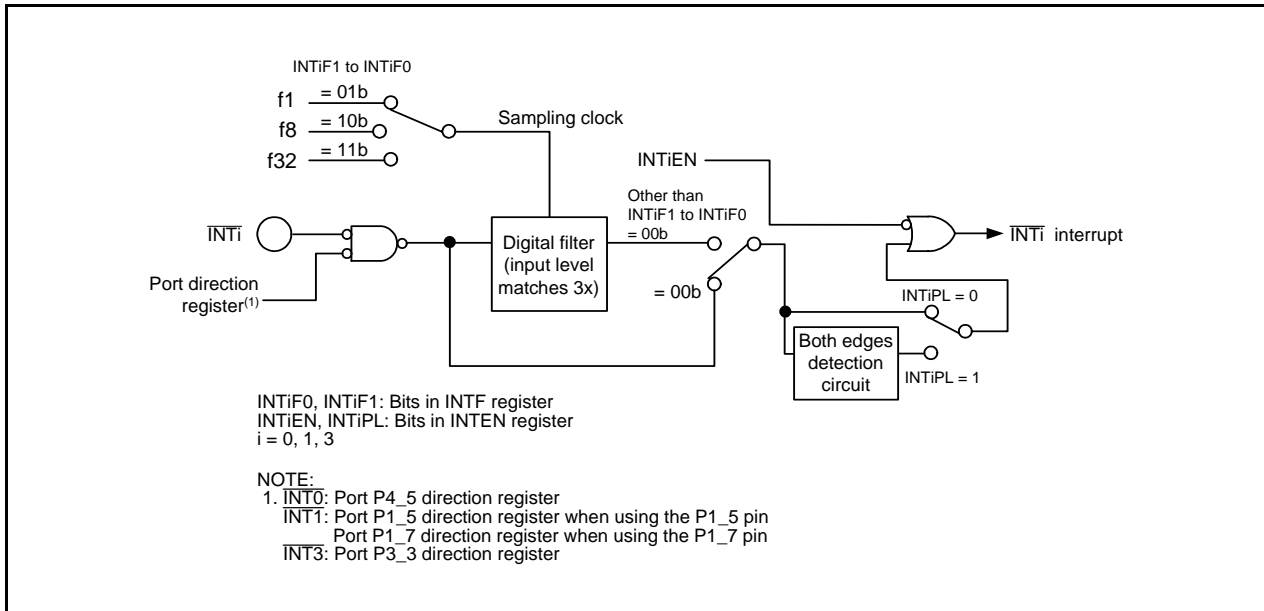 INTiF1 to INTiF0
f1
= 01b
f8
= 10b
f32
= 11b
Sampling clock
INTiEN
Other than
INTiF1 to INTiF0
= 00b
INTi
Digital filter
(input level
matches 3x)
INTi interrupt
Port direction
register(1)
= 00b
INTiPL = 0
Both edges
detection
circuit
INTiPL = 1
INTiF0, INTiF1: Bits in INTF register
INTiEN, INTiPL: Bits in INTEN register
i = 0, 1, 3
NOTE:
1. INT0: Port P4_5 direction register
INT1: Port P1_5 direction register when using the P1_5 pin
Port P1_7 direction register when using the P1_7 pin
INT3: Port P3_3 direction register